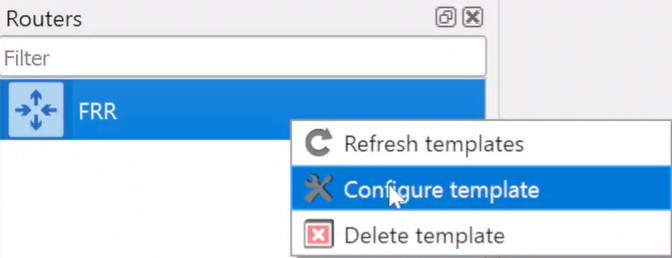 Routers
Filter
FRR
Refresh templates
Configure template
Delete template